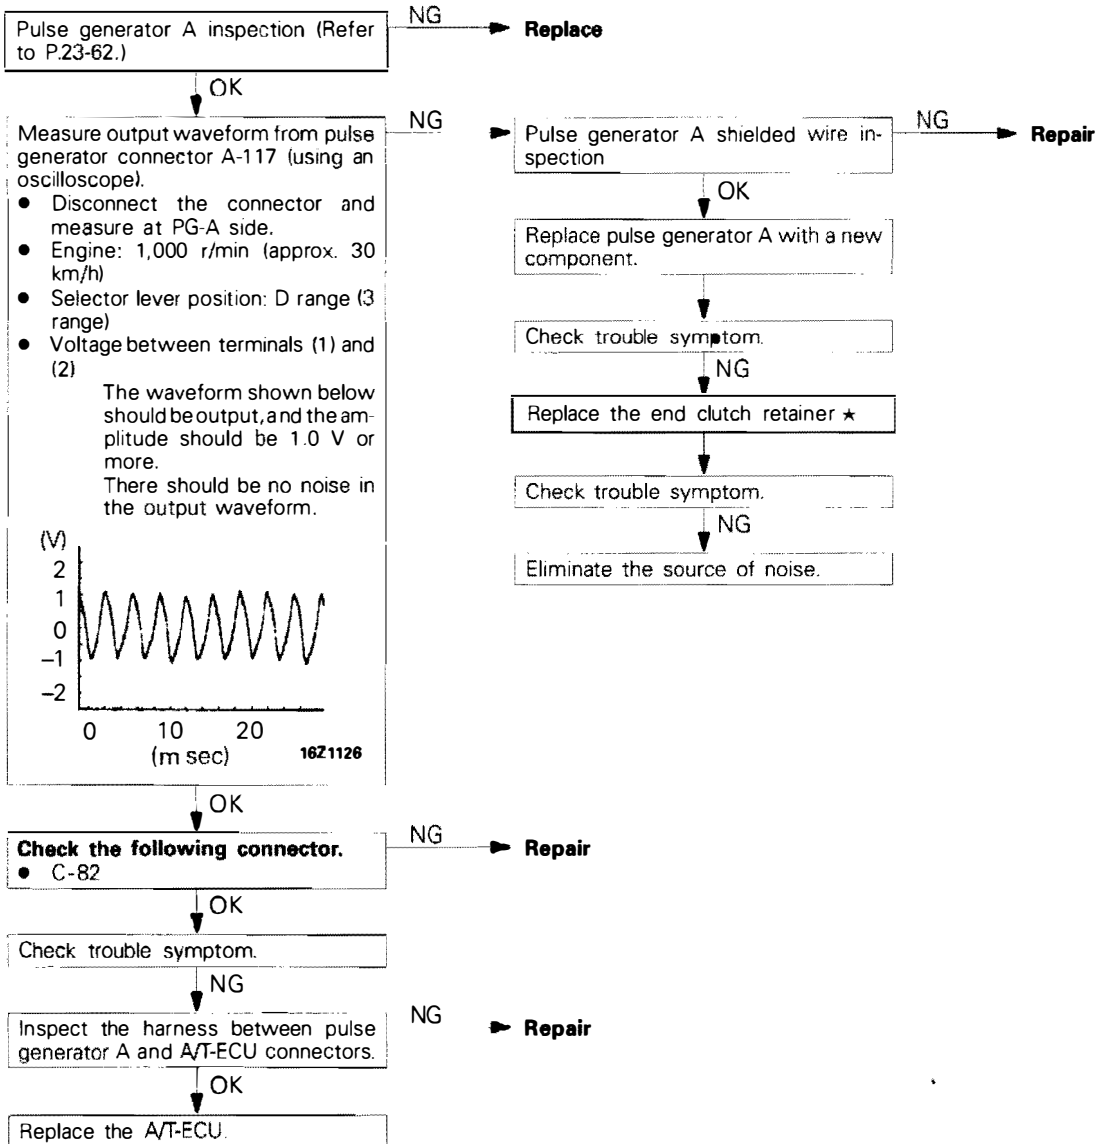 Pulse generator A inspection (Refer
to P.23-62.)
NG
Replace
OK
Measure output waveform from pulse
generator connector A-117 (using an
oscilloscope).
● Disconnect the connector and
measure at PG-A side.
● Engine: 1,000 r/min (approx. 30
km/h)
● Selector lever position: D range (3
range)
● Voltage between terminals (1) and
(2)
The waveform shown below
should be output, and the am-
plitude should be 1.0 V or
more.
There should be no noise in
the output waveform.
(V)
2
1
0
–1
–2
0 10 20
(m sec)
16Z1126
NG
Pulse generator A shielded wire in-
spection
NG
Repair
OK
Replace pulse generator A with a new
component.
Check trouble symptom.
NG
Replace the end clutch retainer ★
Check trouble symptom.
NG
Eliminate the source of noise.
OK
Check the following connector.
● C-82
NG
Repair
OK
Check trouble symptom.
NG
Inspect the harness between pulse
generator A and A/T-ECU connectors.
NG
Repair
OK
Replace the A/T-ECU.